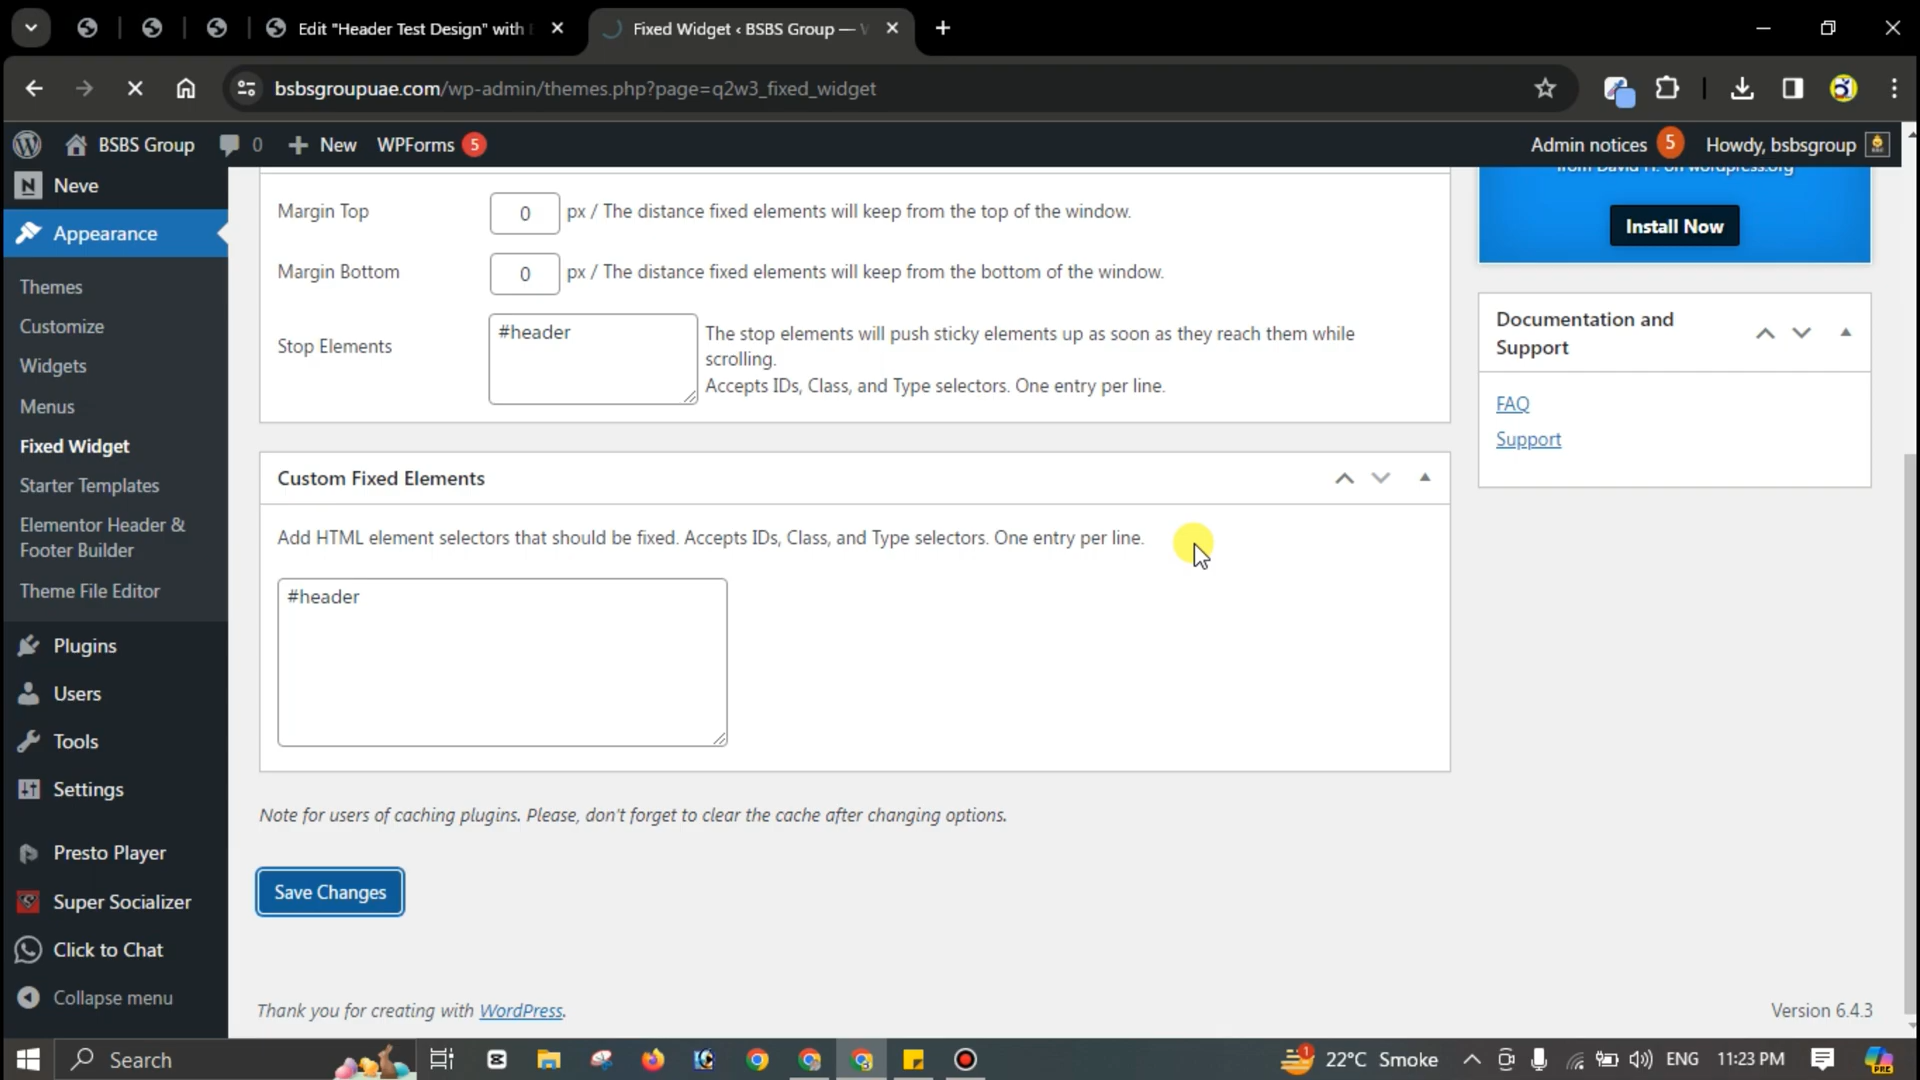 Edit "Header Test Design" with
Fixed Widget ‹ BSBS Group —
bsbsgroupuae.com/wp-admin/themes.php?page=q2w3_fixed_widget
BSBS Group
0
New
WPForms
5
Admin notices
5
Howdy, bsbsgroup
Neve
Appearance
Themes
Customize
Widgets
Menus
Fixed Widget
Starter Templates
Elementor Header &
Footer Builder
Theme File Editor
Plugins
Users
Tools
Settings
Presto Player
Super Socializer
Click to Chat
Collapse menu
Margin Top
0
px / The distance fixed elements will keep from the top of the window.
Margin Bottom
0
px / The distance fixed elements will keep from the bottom of the window.
Stop Elements
#header
The stop elements will push sticky elements up as soon as they reach them while
scrolling.
Accepts IDs, Class, and Type selectors. One entry per line.
Custom Fixed Elements
Add HTML element selectors that should be fixed. Accepts IDs, Class, and Type selectors. One entry per line.
#header
Note for users of caching plugins. Please, don't forget to clear the cache after changing options.
Save Changes
Thank you for creating with WordPress.
Version 6.4.3
from David H. on wordpress.org
Install Now
Documentation and
Support
FAQ
Support
Search
22°C Smoke
ENG
11:23 PM